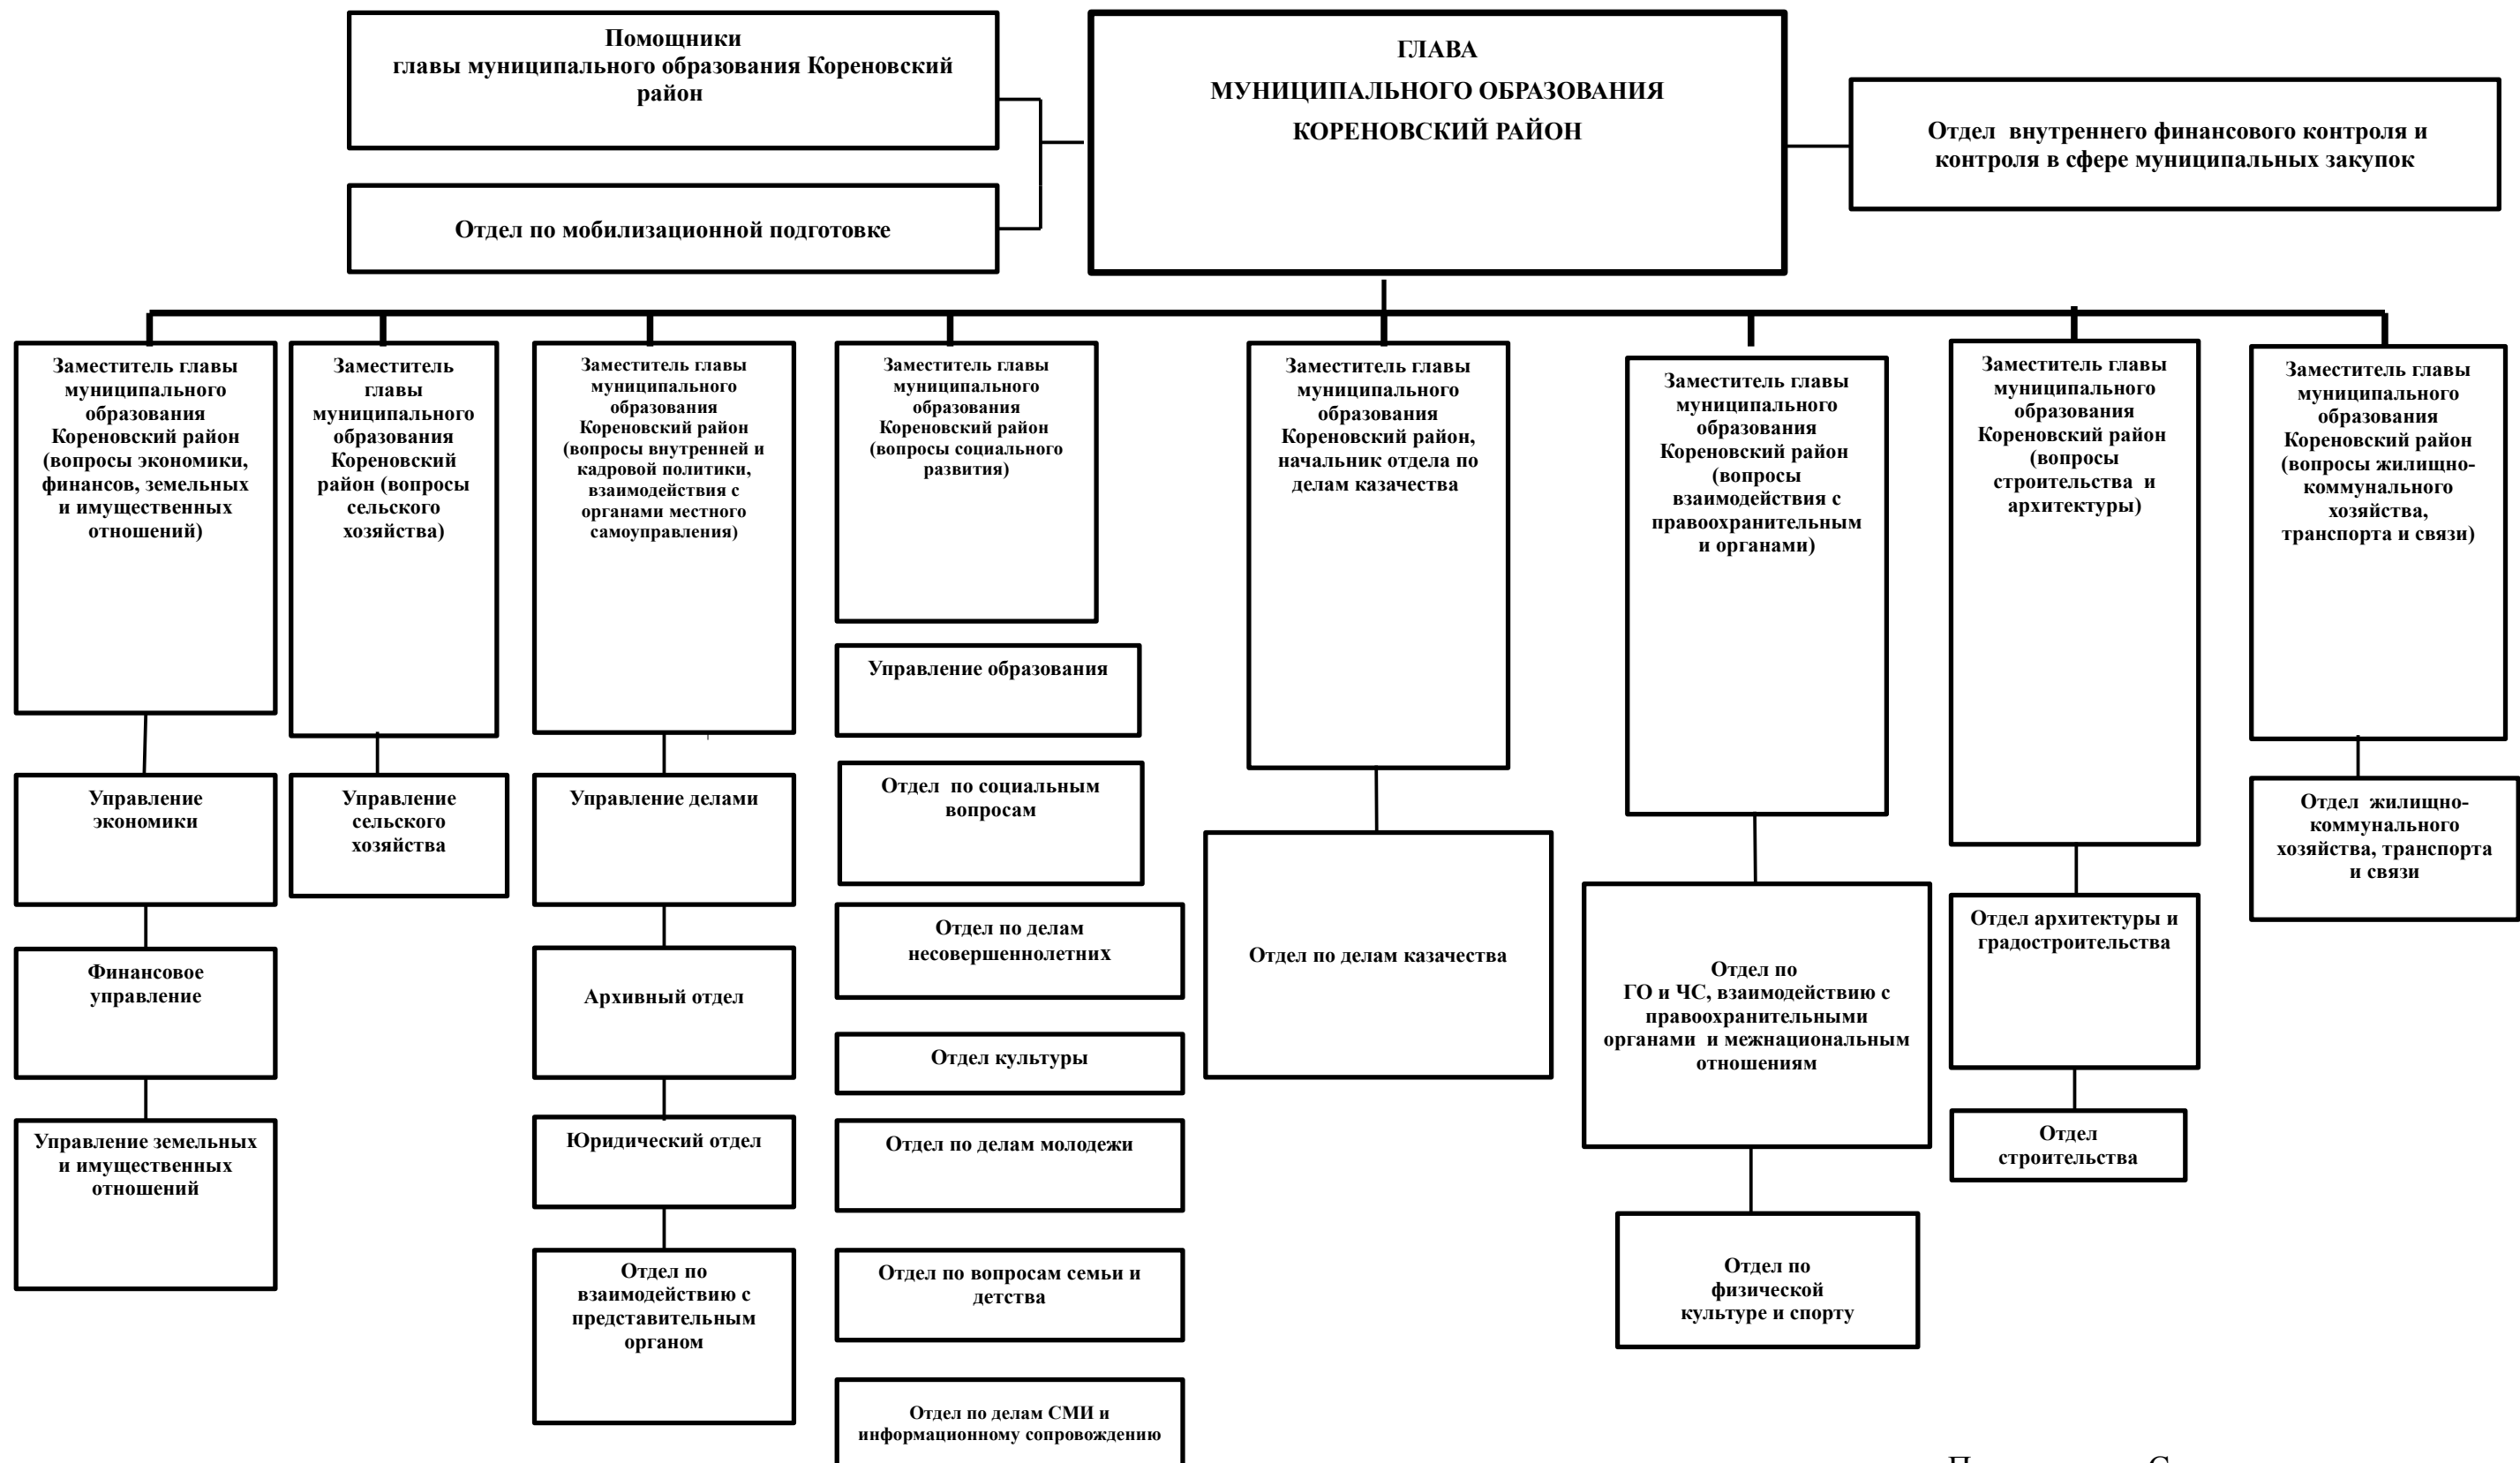 Помощники
главы муниципального образования Кореновский
район
ГЛАВА
МУНИЦИПАЛЬНОГО ОБРАЗОВАНИЯ
КОРЕНОВСКИЙ РАЙОН
Отдел внутреннего финансового контроля и
контроля в сфере муниципальных закупок
Отдел по мобилизационной подготовке
Заместитель главы
муниципального
образования
Кореновский район
(вопросы экономики,
финансов, земельных
и имущественных
отношений)
Заместитель
главы
муниципального
образования
Кореновский
район (вопросы
сельского
хозяйства)
Заместитель главы
муниципального
образования
Кореновский район
(вопросы внутренней и
кадровой политики,
взаимодействия с
органами местного
самоуправления)
Заместитель главы
муниципального
образования
Кореновский район
(вопросы социального
развития)
Заместитель главы
муниципального
образования
Кореновский район,
начальник отдела по
делам казачества
Заместитель главы
муниципального
образования
Кореновский район
(вопросы
взаимодействия с
правоохранительным
и органами)
Заместитель главы
муниципального
образования
Кореновский район
(вопросы
строительства и
архитектуры)
Заместитель главы
муниципального
образования
Кореновский район
(вопросы жилищно-
коммунального
хозяйства,
транспорта и связи)
Управление
экономики
Финансовое
управление
Управление земельных
и имущественных
отношений
Управление
сельского
хозяйства
Управление делами
Архивный отдел
Юридический отдел
Отдел по
взаимодействию с
представительным
органом
Управление образования
Отдел по социальным
вопросам
Отдел по делам
несовершеннолетних
Отдел культуры
Отдел по делам молодежи
Отдел по вопросам семьи и
детства
Отдел по делам СМИ и
информационному сопровождению
Отдел по делам казачества
Отдел по
ГО и ЧС, взаимодействию с
правоохранительными
органами и межнациональным
отношениям
Отдел по
физической
культуре и спорту
Отдел архитектуры и
градостроительства
Отдел
строительства
Отдел жилищно-
коммунального
хозяйства, транспорта
и связи